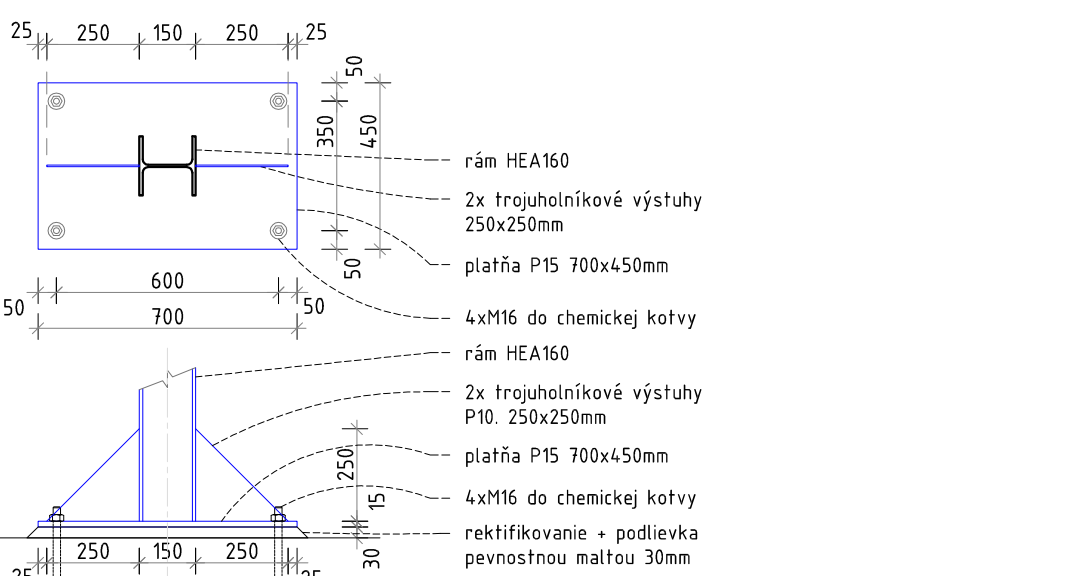 25 250 150 250 25
50
350 450
50
rám HEA160
2x trojuholníkové výstuhy
250x250mm
platňa P15 700x450mm
4xM16 do chemickej kotvy
600
50 50
700
rám HEA160
2x trojuholníkové výstuhy
P10. 250x250mm
250
platňa P15 700x450mm
15
4xM16 do chemickej kotvy
rektifikovanie + podlievka
pevnostnou maltou 30mm
30
250 150 250
25 25